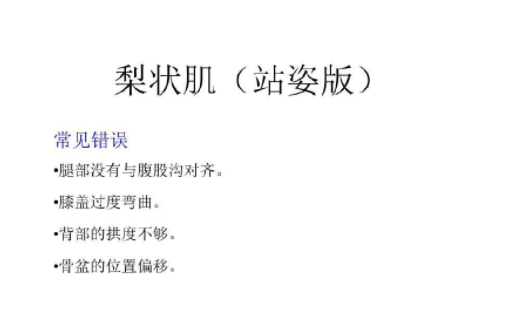 梨状肌（站姿版）
常见错误
•腿部没有与腹股沟对齐。
•膝盖过度弯曲。
•背部的拱度不够。
•骨盆的位置偏移。